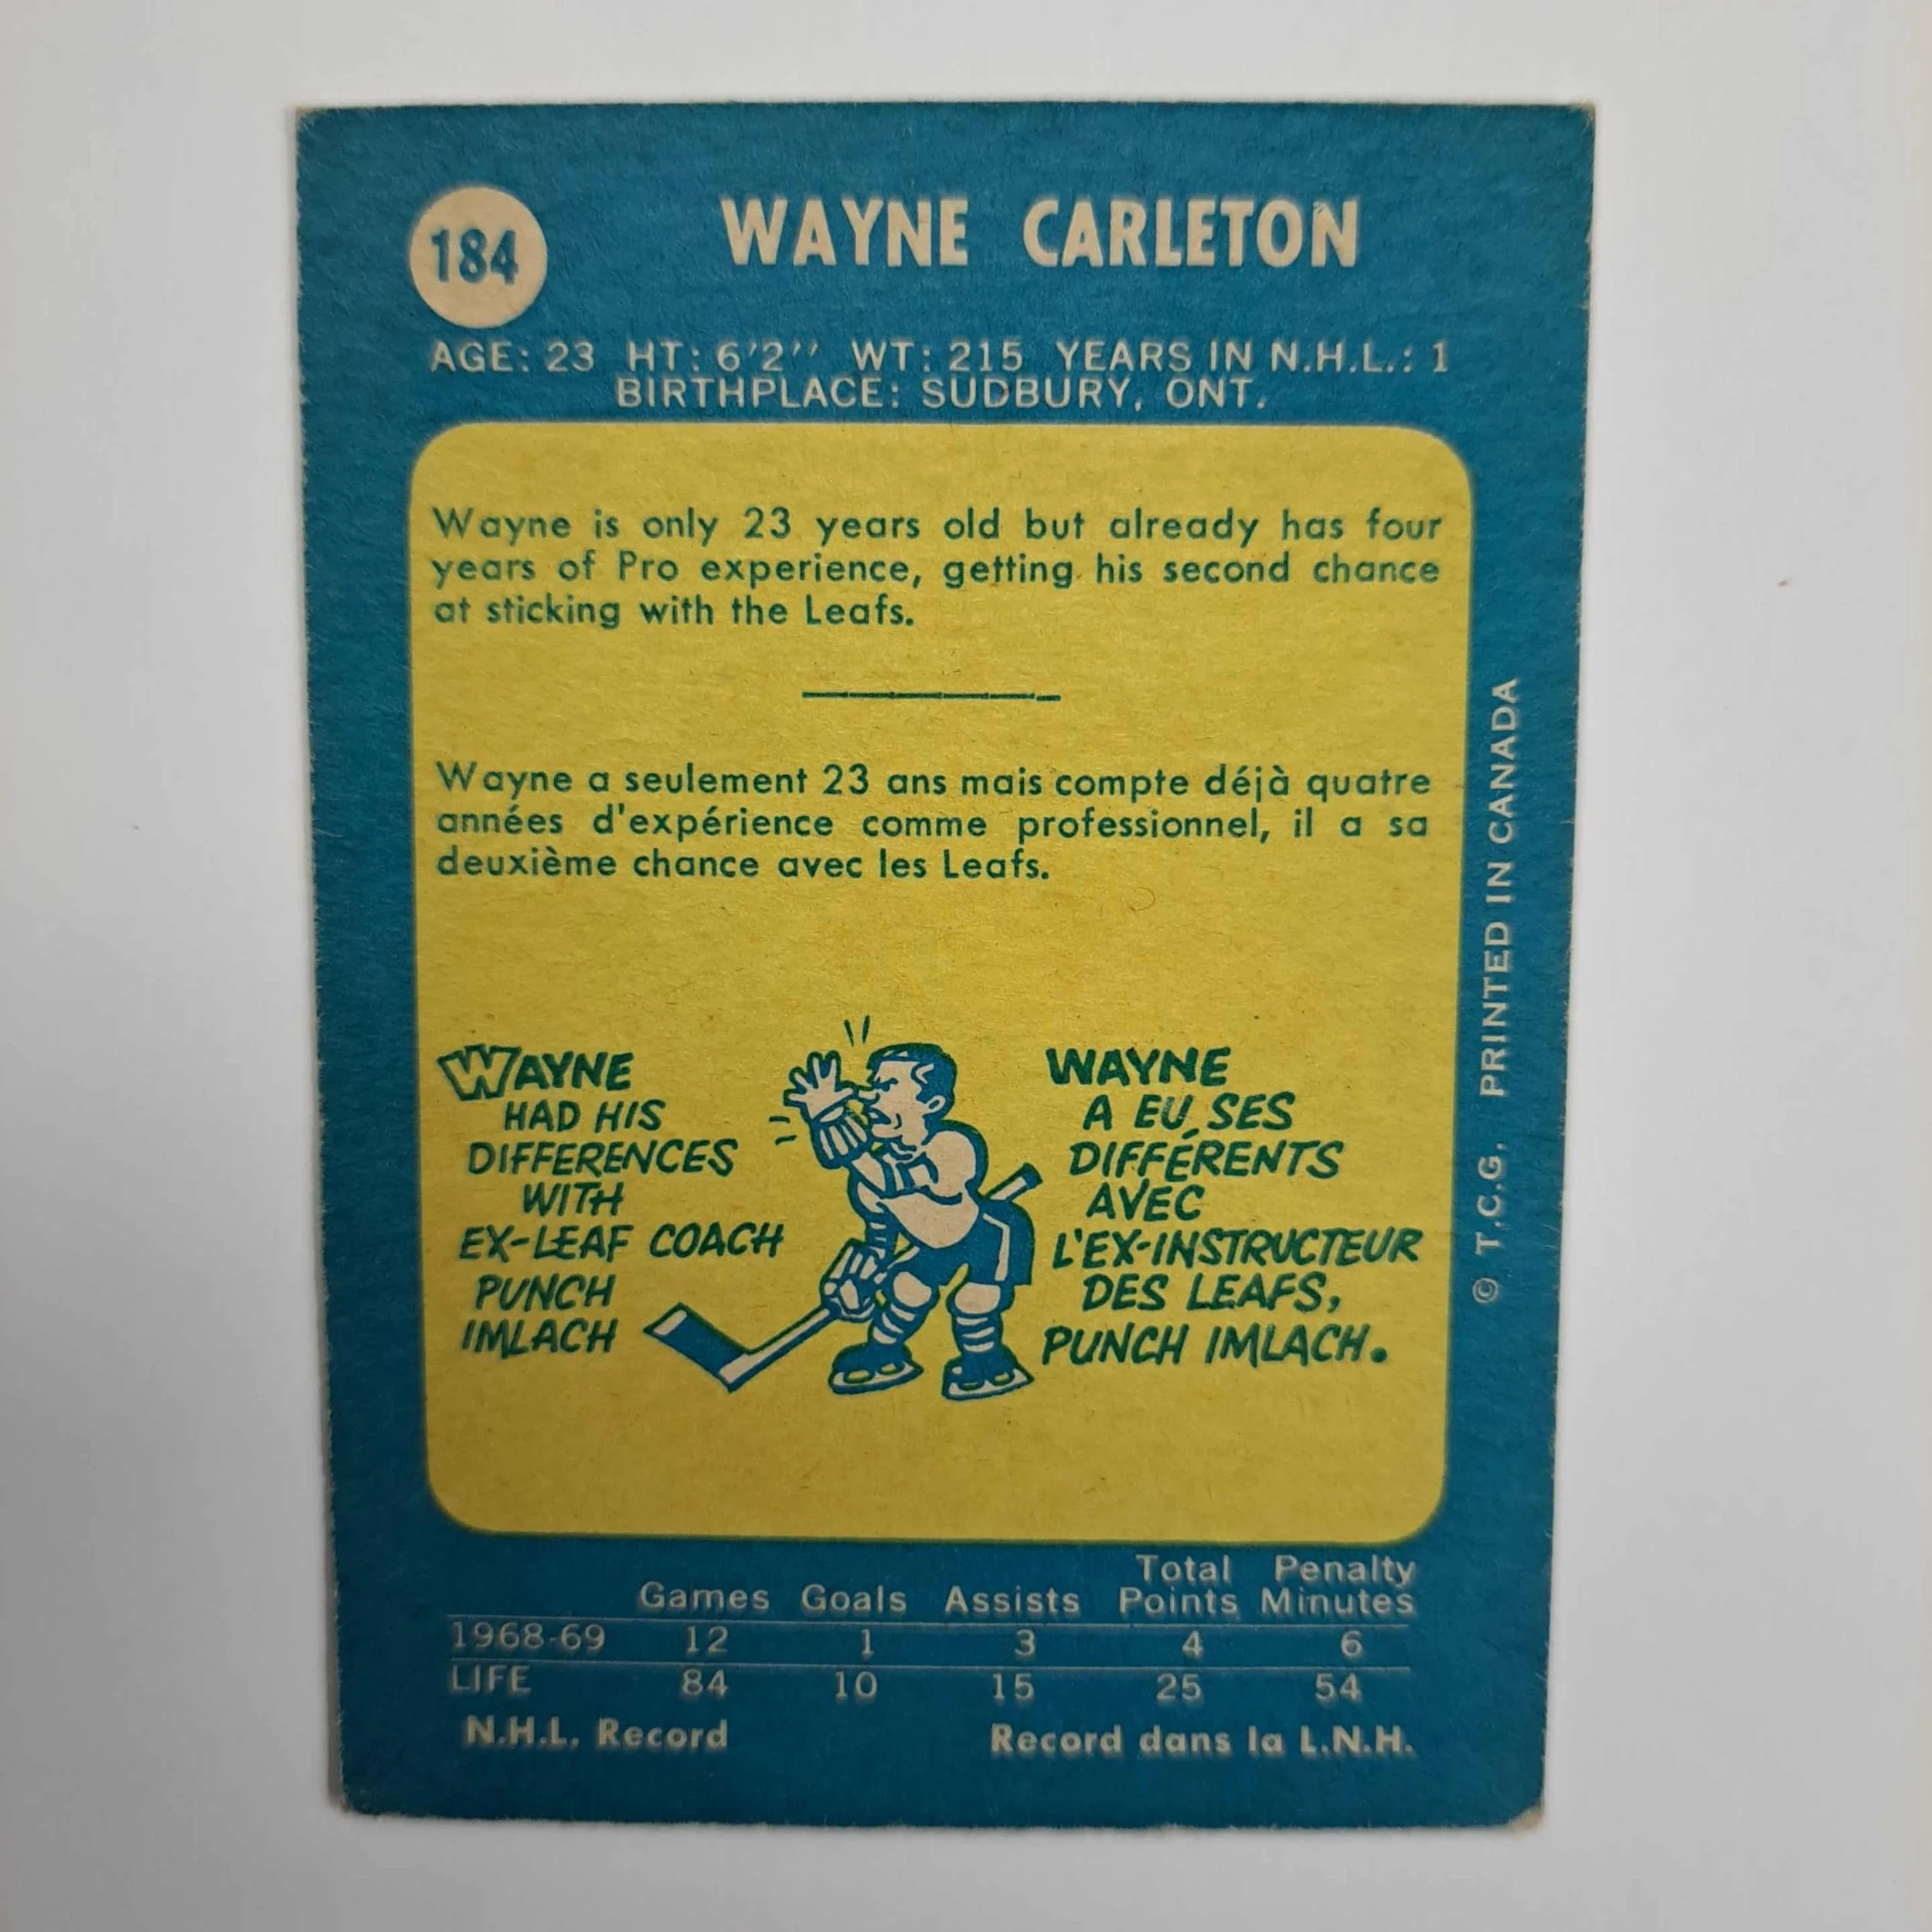 184
WAYNE CARLETON
AGE: 23 HT: 6'2'' WT: 215 YEARS IN N.H.L.: 1
BIRTHPLACE: SUDBURY, ONT.
Wayne is only 23 years old but already has four
years of Pro experience, getting his second chance
at sticking with the Leafs.
Wayne a seulement 23 ans mais compte déjà quatre
années d'expérience comme professionnel, il a sa
deuxième chance avec les Leafs.
WAYNE
HAD HIS
DIFFERENCES
WITH
EX-LEAF COACH
PUNCH
IMLACH
WAYNE
A EU SES
DIFFÉRENTS
AVEC
L'EX-INSTRUCTEUR
DES LEAFS,
PUNCH IMLACH.
© T.C.G. PRINTED IN CANADA
Total Penalty
Games Goals Assists Points Minutes
1968-69 12 1 3 4 6
LIFE 84 10 15 25 54
N.H.L. Record Record dans la L.N.H.